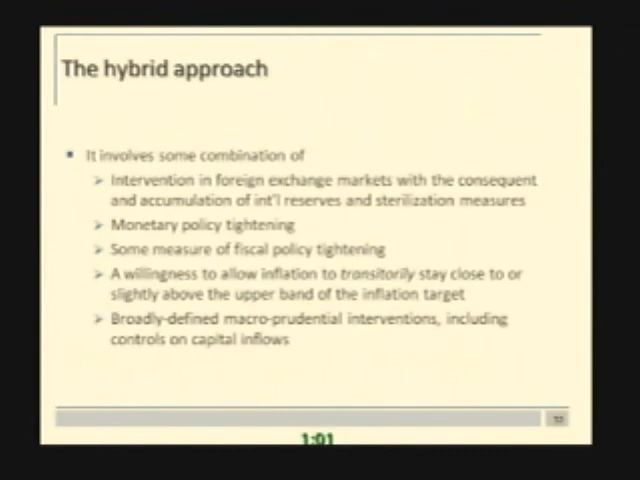 The hybrid approach
It involves some combination of
Intervention in foreign exchange markets with the consequent
and accumulation of int'l reserves and sterilization measures
Monetary policy tightening
Some measure of fiscal policy tightening
A willingness to allow inflation to transitorily stay close to or
slightly above the upper band of the inflation target
Broadly-defined macro-prudential interventions, including
controls on capital inflows
1:01